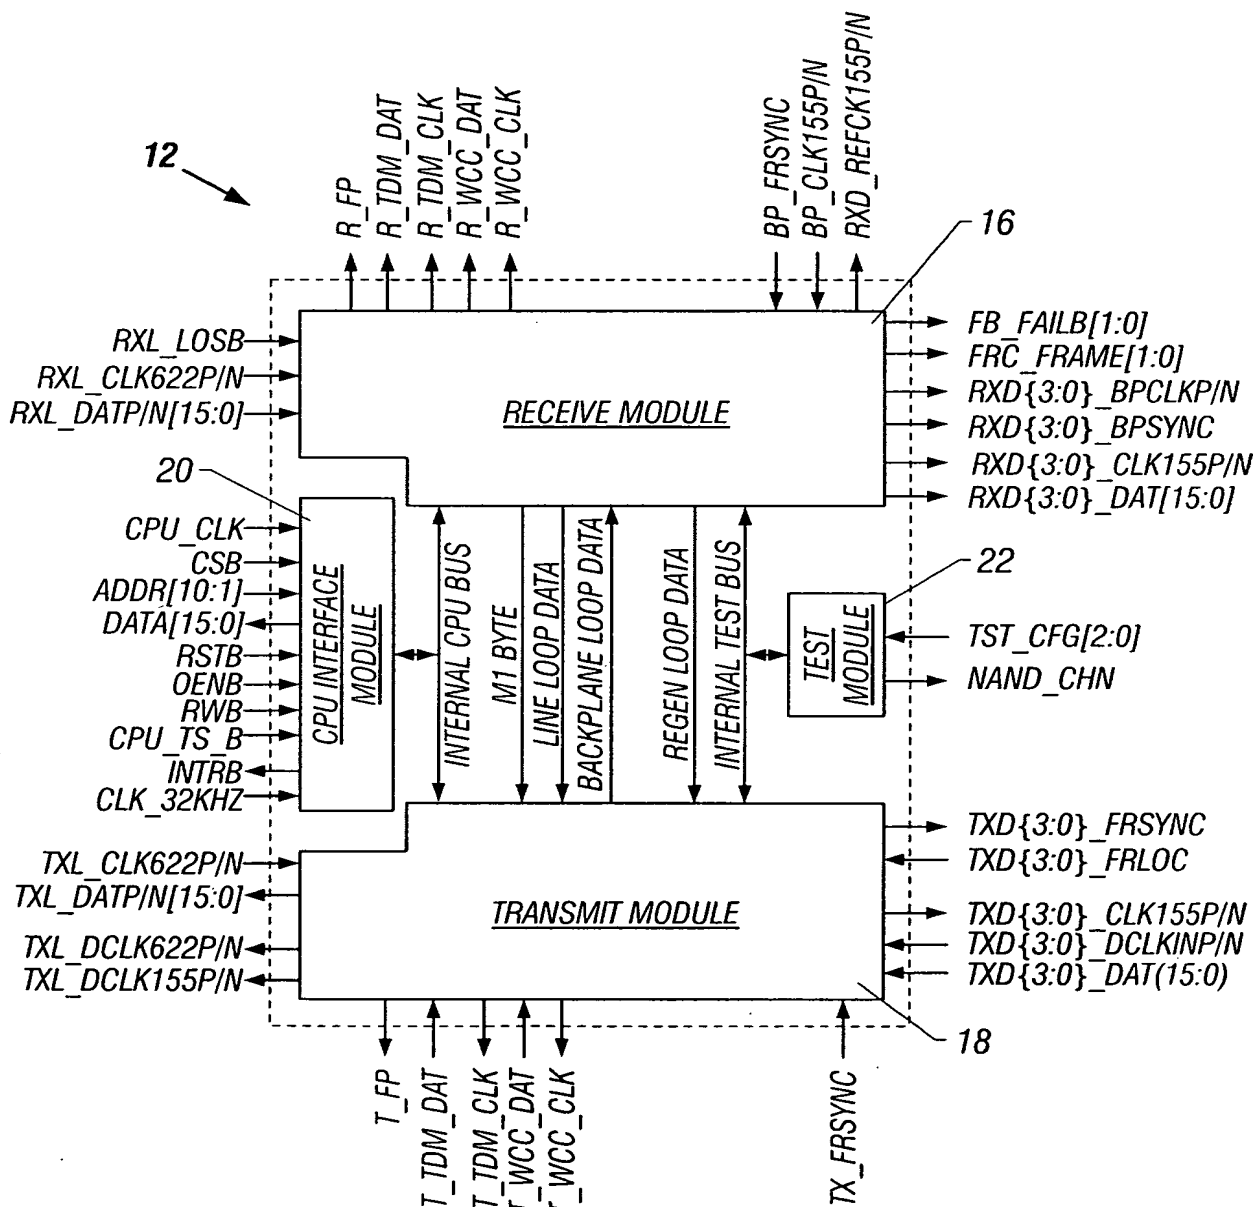 12
R_FP
R_TDM_DAT
R_TDM_CLK
R_WCC_DAT
R_WCC_CLK
BP_FRSYNC
BP_CLK155P/N
RXD_REFCK155P/N
16
RXL_LOSB
RXL_CLK622P/N
RXL_DATP/N[15:0]
RECEIVE MODULE
FB_FAILB[1:0]
FRC_FRAME[1:0]
RXD{3:0}_BPCLKP/N
RXD{3:0}_BPSYNC
RXD{3:0}_CLK155P/N
RXD{3:0}_DAT[15:0]
20
CPU_CLK
CSB
ADDR[10:1]
DATA[15:0]
RSTB
OENB
RWB
CPU_TS_B
INTRB
CLK_32KHZ
CPU INTERFACE
MODULE
INTERNAL CPU BUS
M1 BYTE
LINE LOOP DATA
BACKPLANE LOOP DATA
REGEN LOOP DATA
INTERNAL TEST BUS
22
TEST
MODULE
TST_CFG[2:0]
NAND_CHN
TXL_CLK622P/N
TXL_DATP/N[15:0]
TXL_DCLK622P/N
TXL_DCLK155P/N
TRANSMIT MODULE
TXD{3:0}_FRSYNC
TXD{3:0}_FRLOC
TXD{3:0}_CLK155P/N
TXD{3:0}_DCLKINP/N
TXD{3:0}_DAT(15:0)
18
T_FP
T_TDM_DAT
T_TDM_CLK
T_WCC_DAT
T_WCC_CLK
TX_FRSYNC